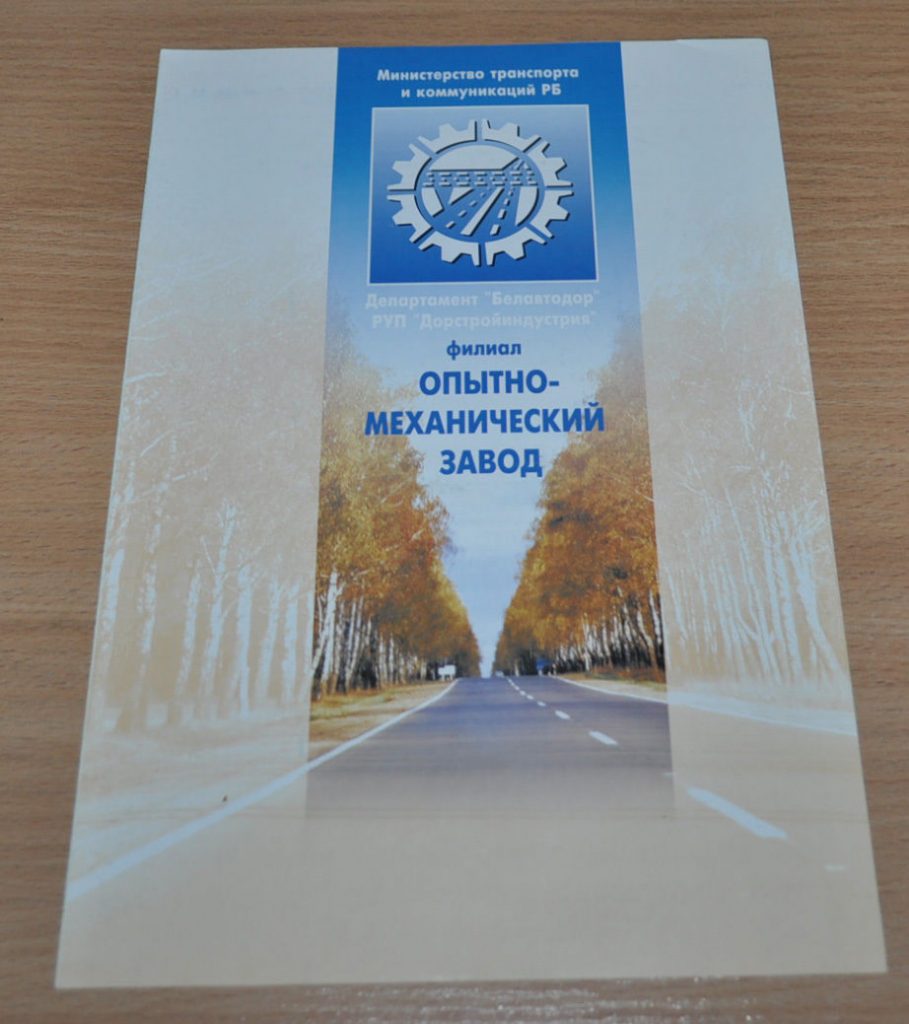 Министерство транспорта
и коммуникаций РБ
Департамент "Белавтодор"
РУП "Дорстройиндустрия"
филиал
ОПЫТНО-
МЕХАНИЧЕСКИЙ
ЗАВОД